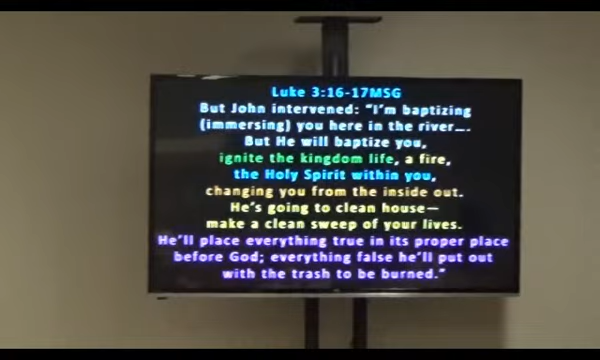 Luke 3:16-17MSG
But John intervened: "I'm baptizing
(immersing) you here in the river….
But He will baptize you,
ignite the kingdom life, a fire,
the Holy Spirit within you,
changing you from the inside out.
He's going to clean house—
make a clean sweep of your lives.
He'll place everything true in its proper place
before God; everything false he'll put out
with the trash to be burned."